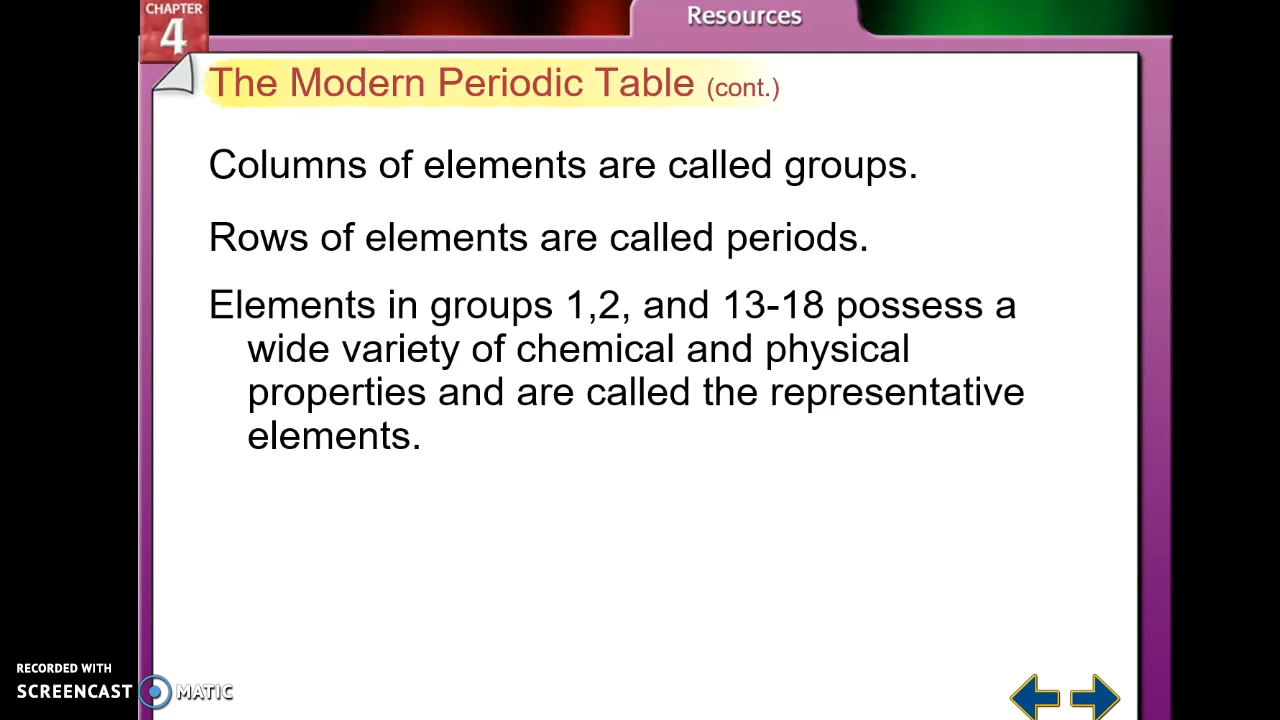 CHAPTER
4
Resources
The Modern Periodic Table (cont.)
Columns of elements are called groups.
Rows of elements are called periods.
Elements in groups 1,2, and 13-18 possess a
wide variety of chemical and physical
properties and are called the representative
elements.
RECORDED WITH
SCREENCAST MATIC